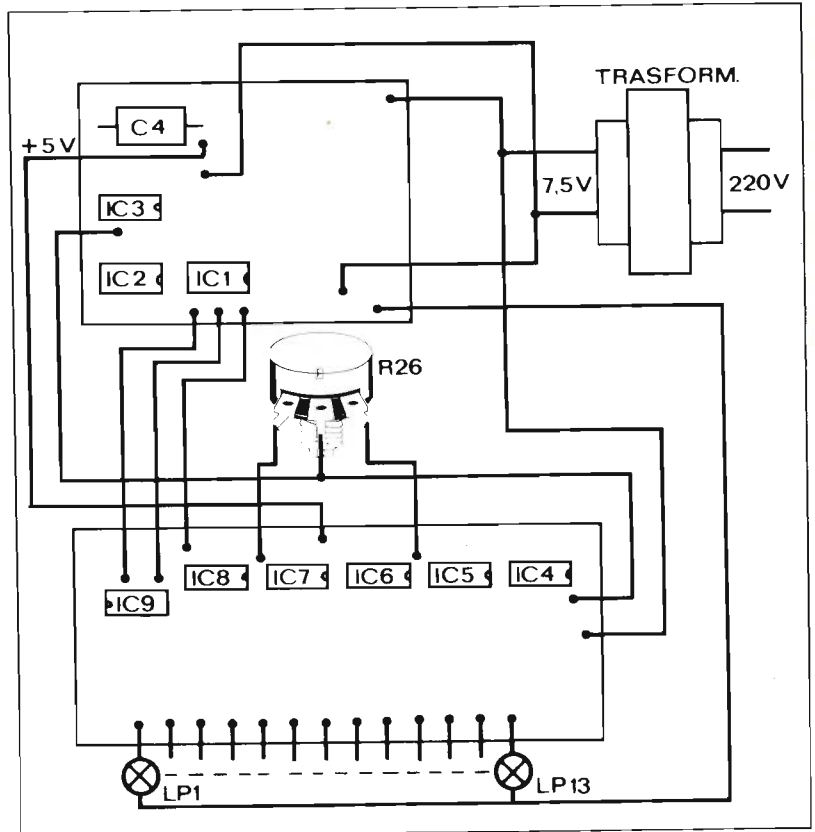 TRASFORM.
C4
+5V
7,5V
220V
IC3
IC2
IC1
R26
IC8
IC7
IC6
IC5
IC4
IC9
LP1
LP13